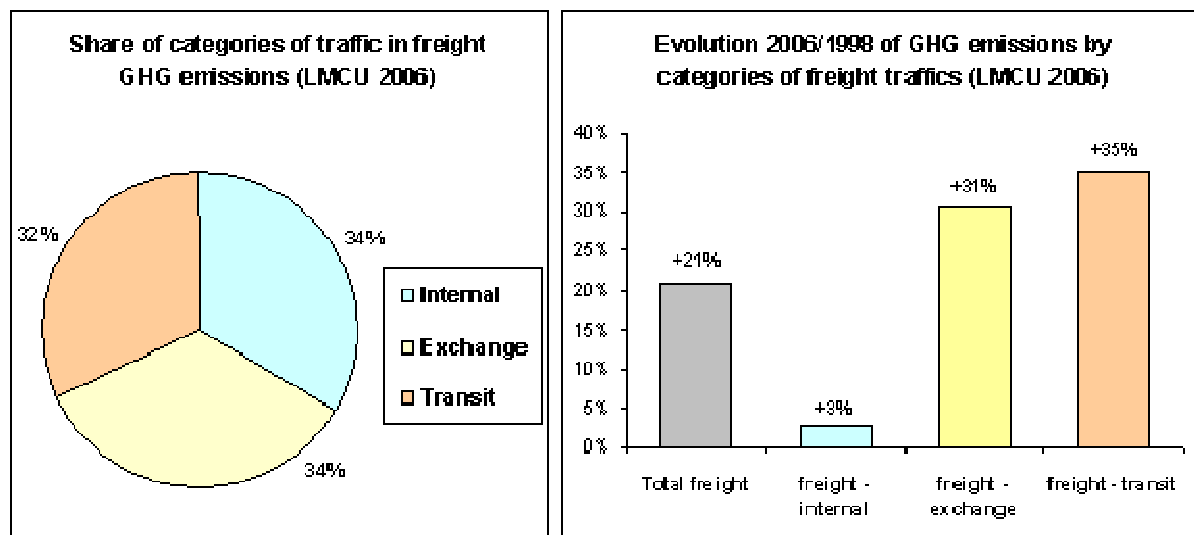 Share of categories of traffic in freight
GHG emissions (LMCU 2006)
32%
34%
34%
Internal
Exchange
Transit
Evolution 2006/1998 of GHG emissions by
categories of freight traffics (LMCU 2006)
40%
35%
30%
25%
20%
15%
10%
5%
0%
+21%
+3%
+31%
+35%
Total freight
freight -
internal
freight -
exchange
freight - transit